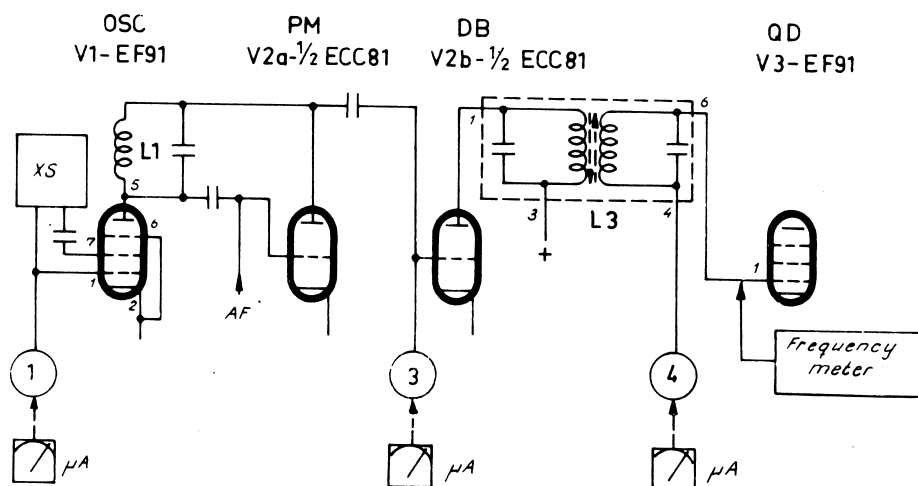 OSC
V1-EF91
PM
V2a-½ ECC81
DB
V2b-½ ECC81
QD
V3-EF91
XS
L1
5
6
7
1
2
AF
1
3
+
L3
6
4
1
Frequency
meter
1
3
4
μA
μA
μA